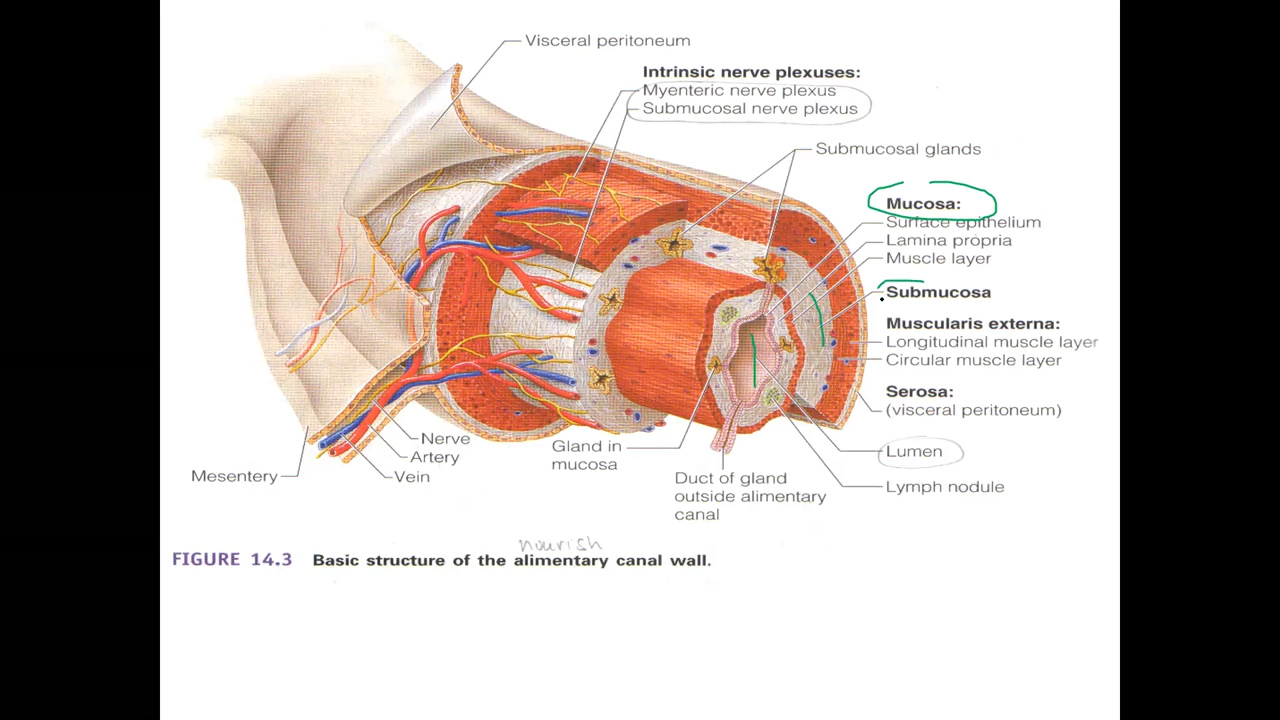 Visceral peritoneum
Intrinsic nerve plexuses:
Myenteric nerve plexus
Submucosal nerve plexus
Submucosal glands
Mucosa:
Surface epithelium
Lamina propria
Muscle layer
Submucosa
Muscularis externa:
Longitudinal muscle layer
Circular muscle layer
Serosa:
(visceral peritoneum)
Nerve
Artery
Vein
Mesentery
Gland in
mucosa
Duct of gland
outside alimentary
canal
Lumen
Lymph nodule
nourish
FIGURE 14.3 Basic structure of the alimentary canal wall.